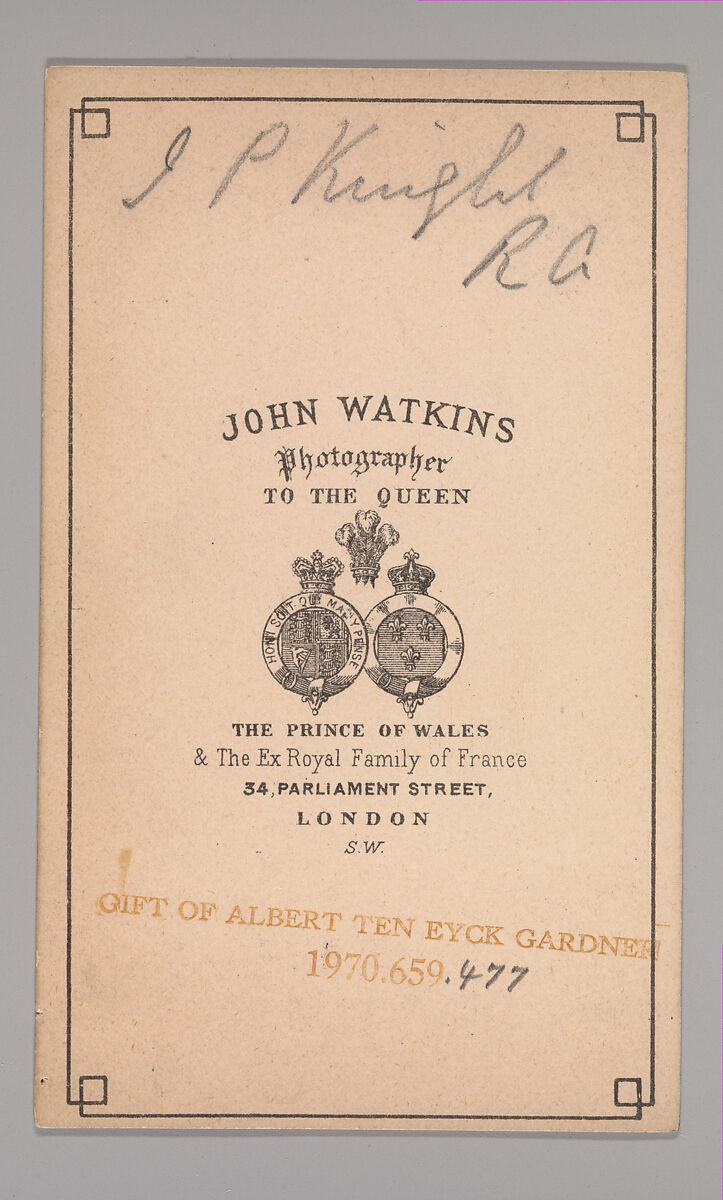 J P Knight
R A
JOHN WATKINS
Photographer
TO THE QUEEN
HONI SOIT QUI MAL Y PENSE
THE PRINCE OF WALES
& The Ex Royal Family of France
34, PARLIAMENT STREET,
LONDON
S.W.
GIFT OF ALBERT TEN EYCK GARDNER
1970.659.477